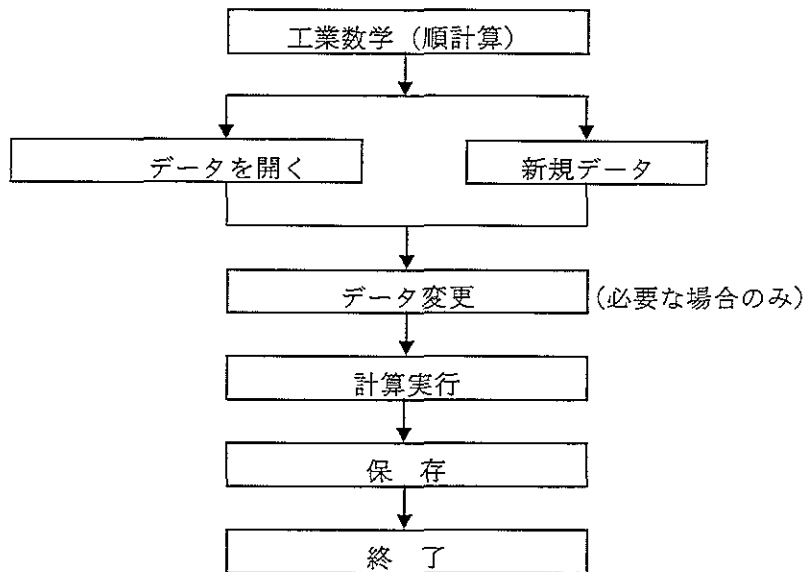 工業数学（順計算）
データを開く
新規データ
データ変更
(必要な場合のみ)
計算実行
保　存
終　了